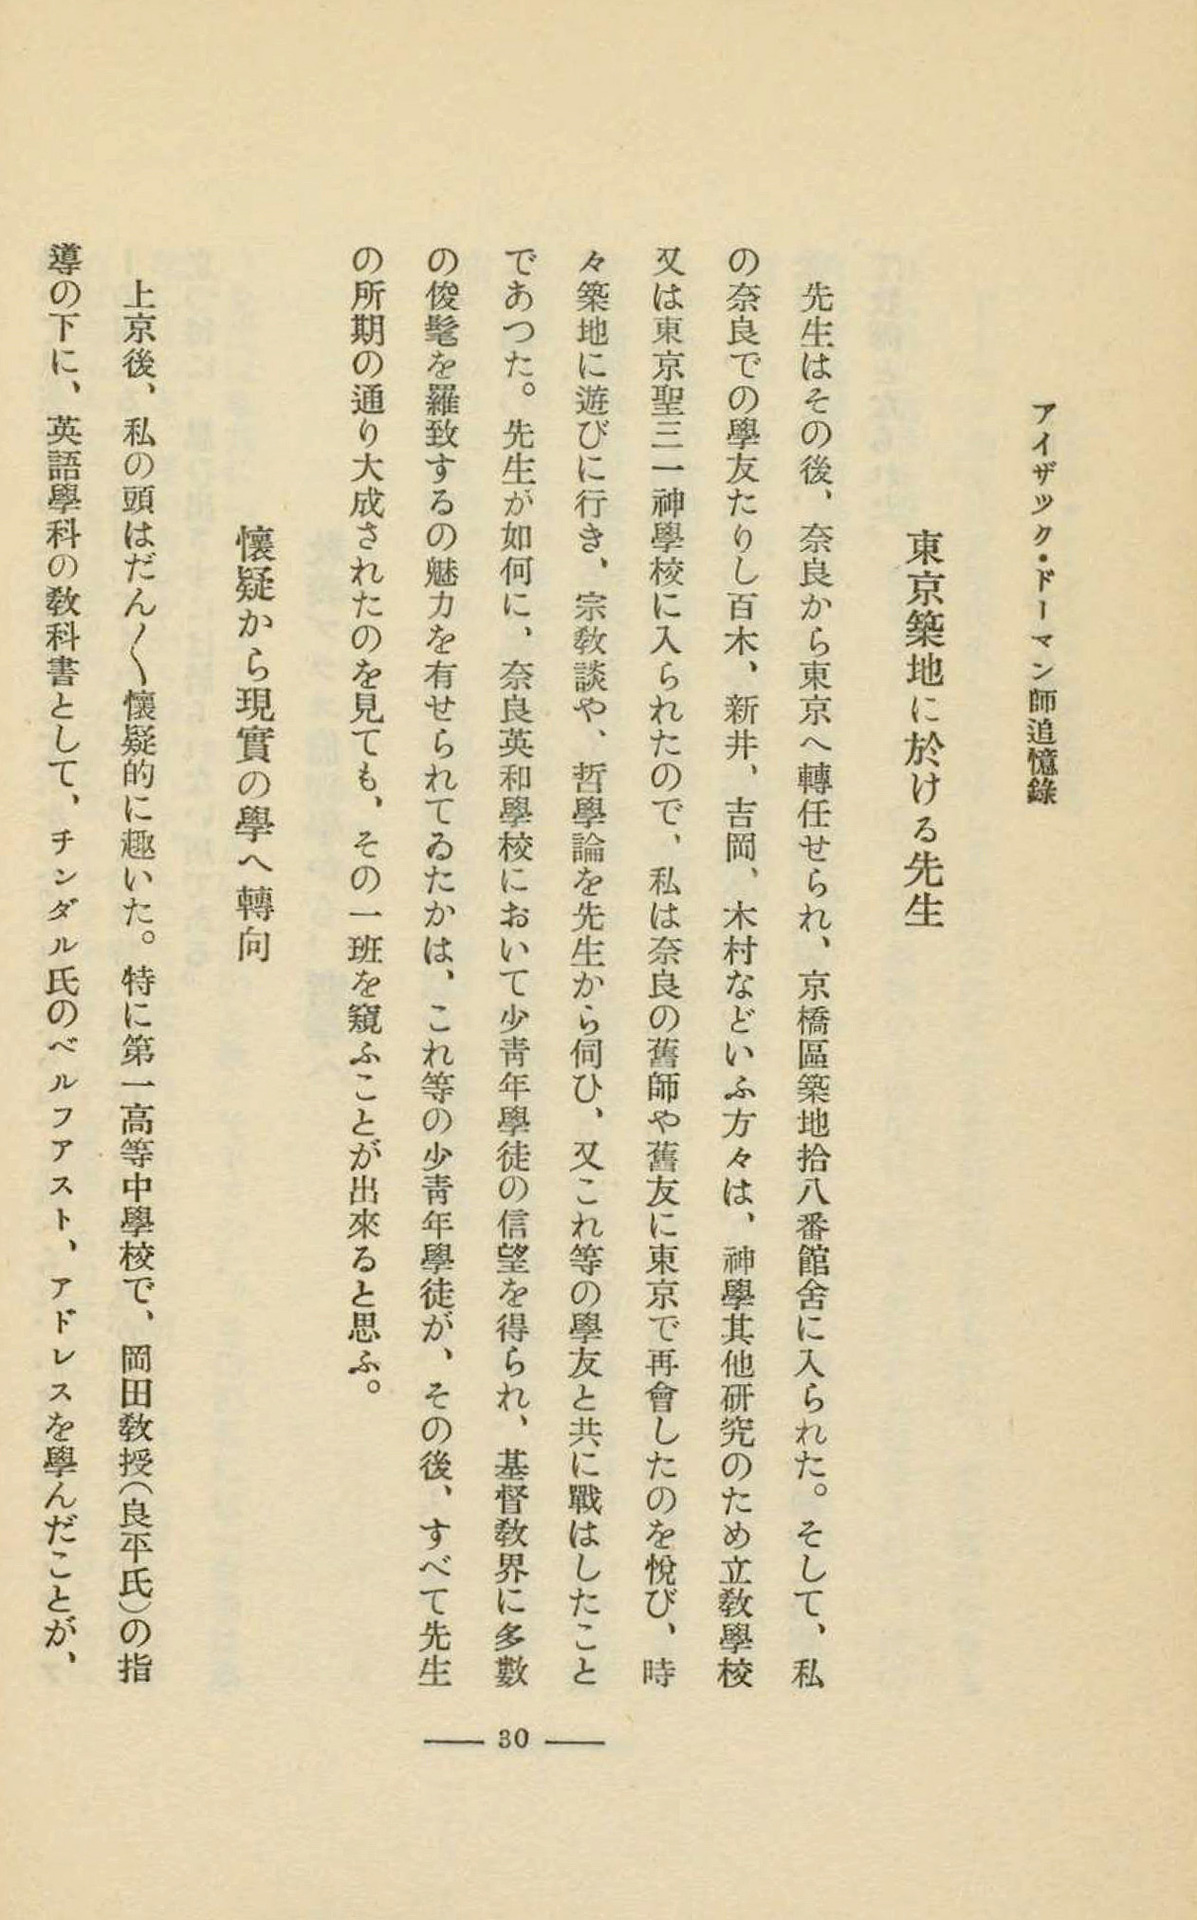 アイザック・ドーマン師追憶錄
東京築地に於ける先生
先生はその後、奈良から東京へ轉任せられ、京橋區築地拾八番館舍に入られた。そして、私
の奈良での學友たりし百木、新井、吉岡、木村などいふ方々は、神學其他硏究のため立敎學校
又は東京聖三一神學校に入られたので、私は奈良の舊師や舊友に東京で再會したのを悅び、時
々築地に遊びに行き、宗敎談や、哲學論を先生から伺ひ、又これ等の學友と共に戰はしたこと
であつた。先生が如何に、奈良英和學校において少靑年學徒の信望を得られ、基督敎界に多數
の俊髦を羅致するの魅力を有せられてゐたかは、これ等の少靑年學徒が、その後、すべて先生
の所期の通り大成されたのを見ても、その一班を窺ふことが出來ると思ふ。
懷疑から現實の學へ轉向
上京後、私の頭はだん〱懷疑的に趣いた。特に第一高等中學校で、岡田敎授(良平氏)の指
導の下に、英語學科の敎科書として、チンダル氏のベルフアスト、アドレスを學んだことが、
30